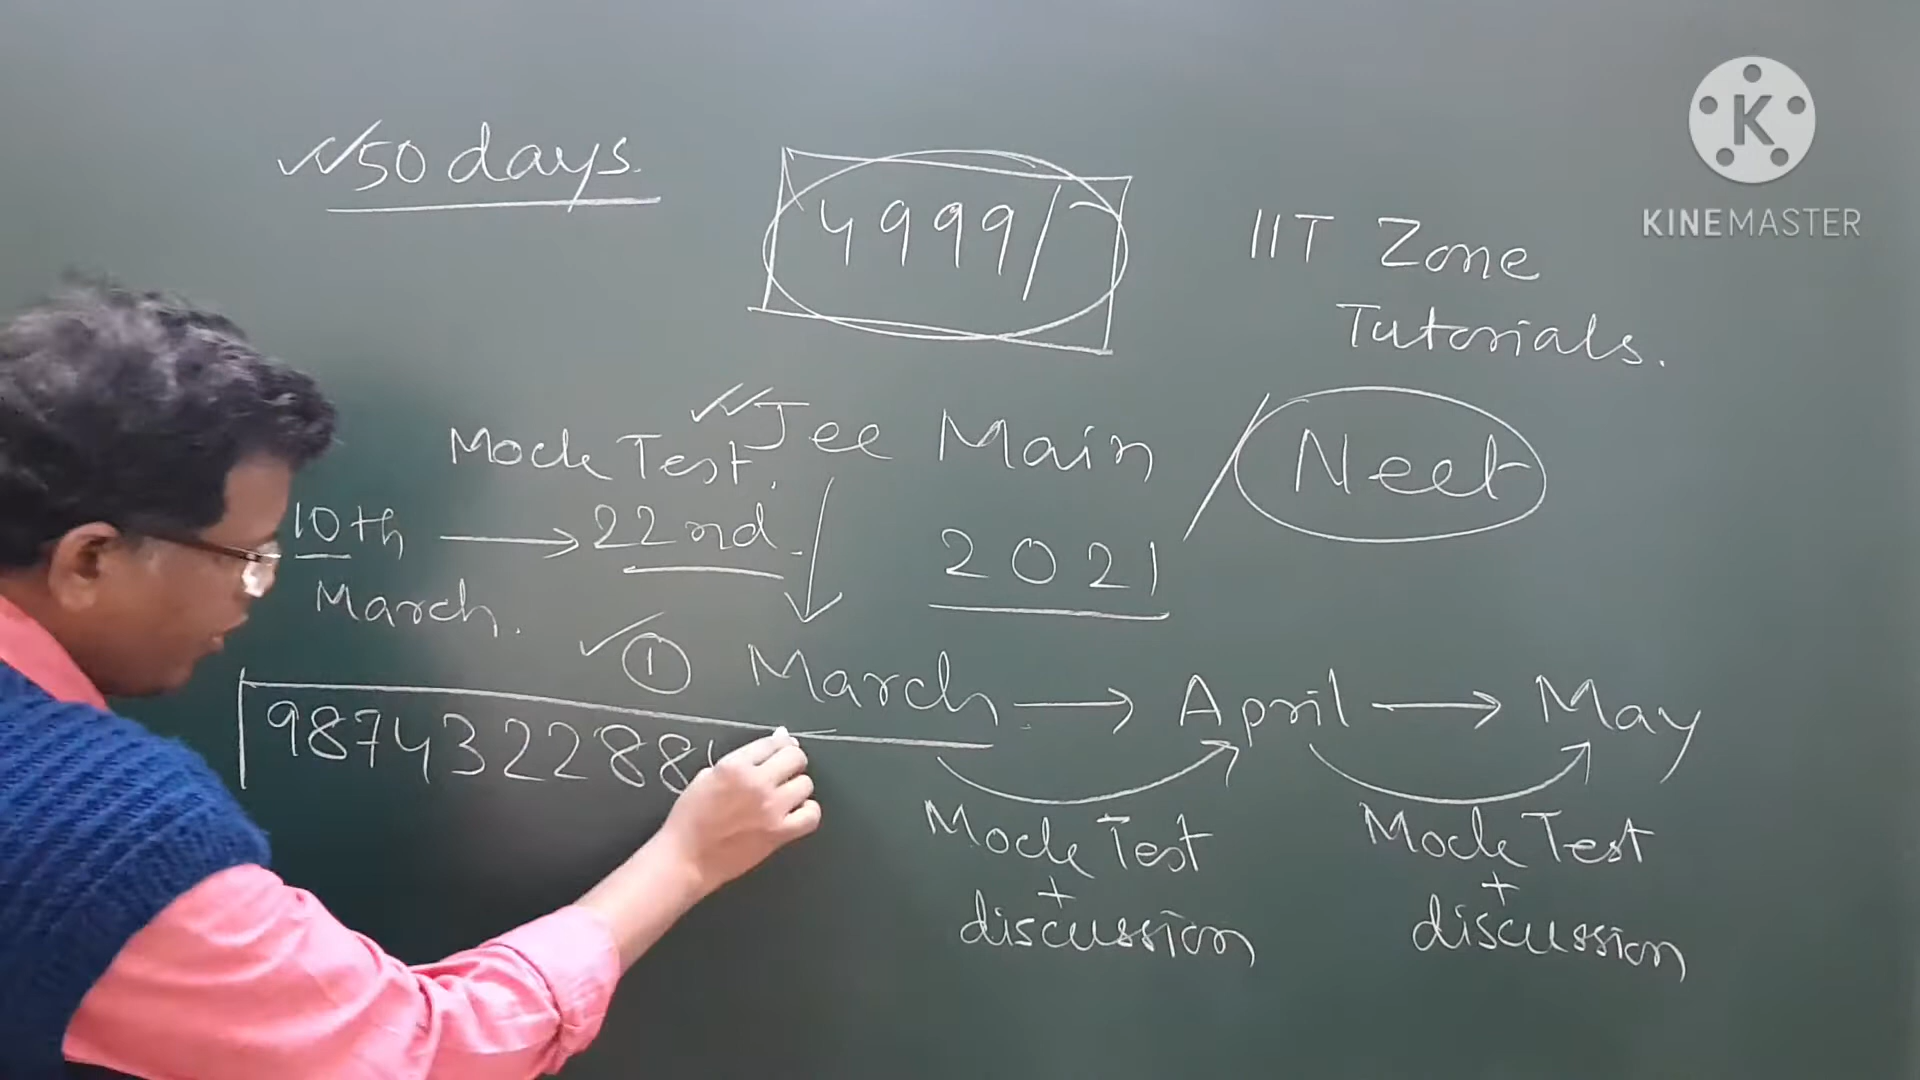 50 days.
4999/-
IIT Zone
Tutorials.
KINEMASTER
Mock Test.
Jee Main / Neet
10th → 22nd
March.
2021
① March → April → May
987432288
Mock Test
+
discussion
Mock Test
+
discussion